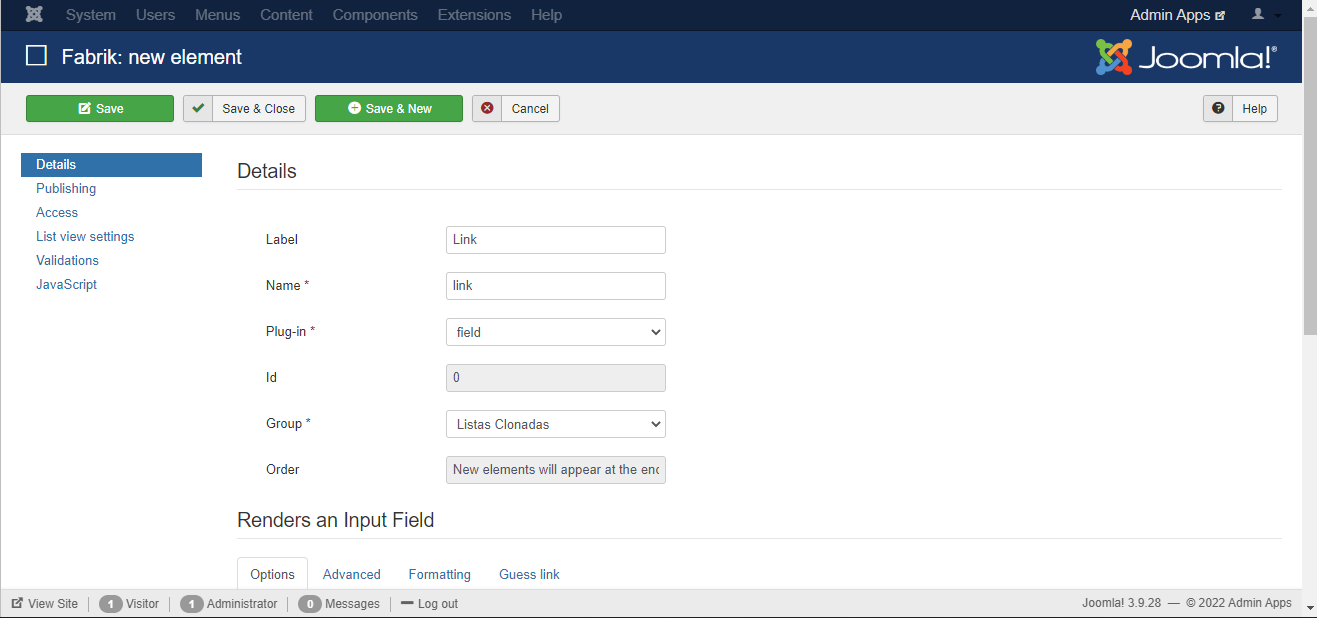 System Users Menus Content Components Extensions Help Admin Apps
Fabrik: new element Joomla!®
Save Save & Close Save & New Cancel Help
Details
Publishing
Access
List view settings
Validations
JavaScript
Details
Label Link
Name * link
Plug-in * field
Id 0
Group * Listas Clonadas
Order New elements will appear at the enc
Renders an Input Field
Options Advanced Formatting Guess link
View Site 1 Visitor 1 Administrator 0 Messages Log out Joomla! 3.9.28 — © 2022 Admin Apps